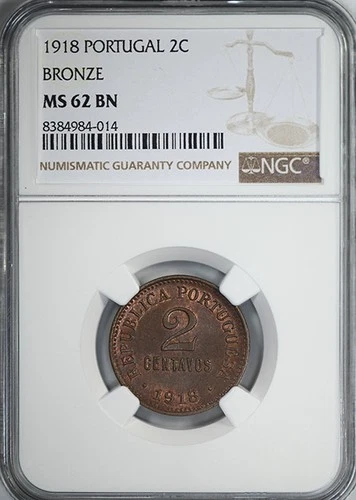 1918 PORTUGAL 2C
BRONZE
MS 62 BN
8384984-014
NUMISMATIC GUARANTY COMPANY
NGC®
REPUBLICA PORTUGUESA
2
CENTAVOS
• 1918 •